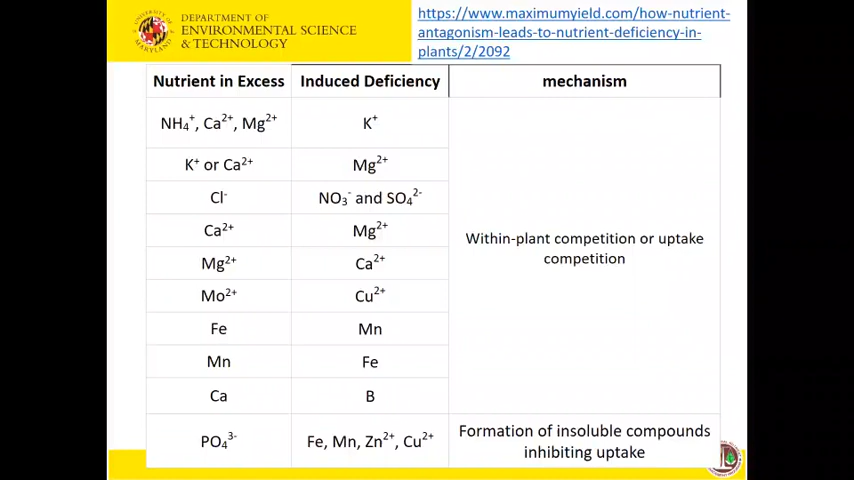 UNIVERSITY OF
MARYLAND
DEPARTMENT OF
ENVIRONMENTAL SCIENCE
& TECHNOLOGY
https://www.maximumyield.com/how-nutrient-
antagonism-leads-to-nutrient-deficiency-in-
plants/2/2092
Nutrient in Excess Induced Deficiency mechanism
NH₄⁺, Ca²⁺, Mg²⁺ K⁺
K⁺ or Ca²⁺ Mg²⁺
Cl⁻ NO₃⁻ and SO₄²⁻
Ca²⁺ Mg²⁺
Within-plant competition or uptake
competition
Mg²⁺ Ca²⁺
Mo²⁺ Cu²⁺
Fe Mn
Mn Fe
Ca B
PO₄³⁻ Fe, Mn, Zn²⁺, Cu²⁺
Formation of insoluble compounds
inhibiting uptake